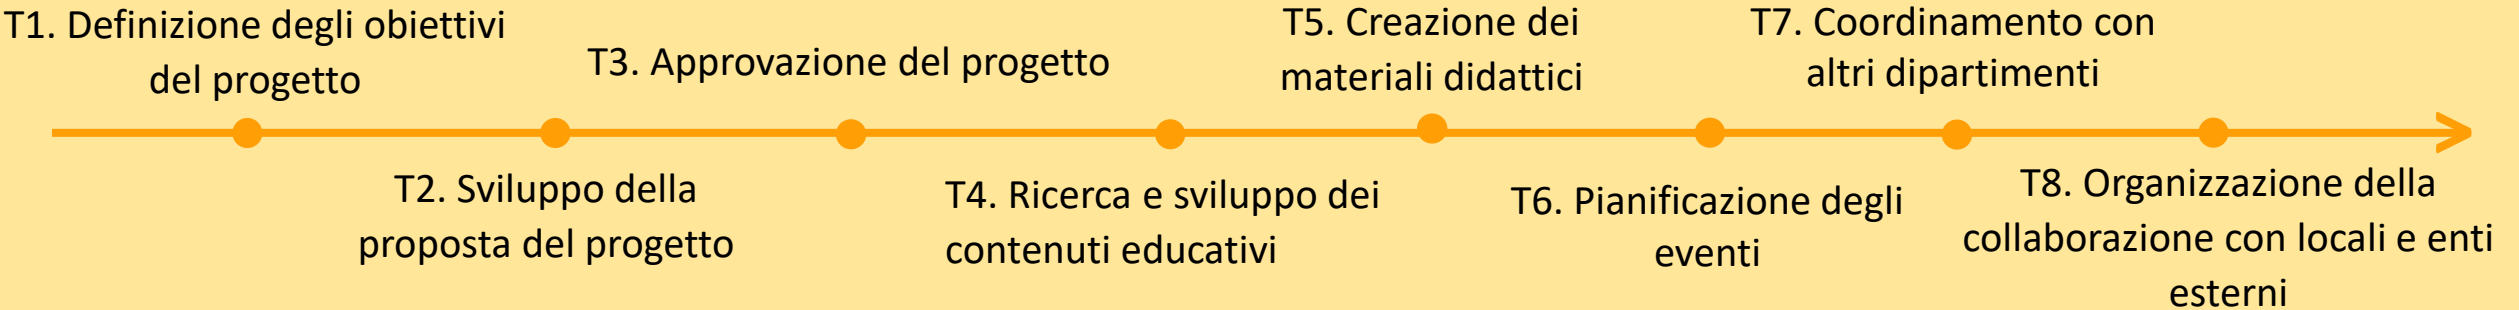 T1. Definizione degli obiettivi
del progetto
T2. Sviluppo della
proposta del progetto
T3. Approvazione del progetto
T4. Ricerca e sviluppo dei
contenuti educativi
T5. Creazione dei
materiali didattici
T6. Pianificazione degli
eventi
T7. Coordinamento con
altri dipartimenti
T8. Organizzazione della
collaborazione con locali e enti
esterni